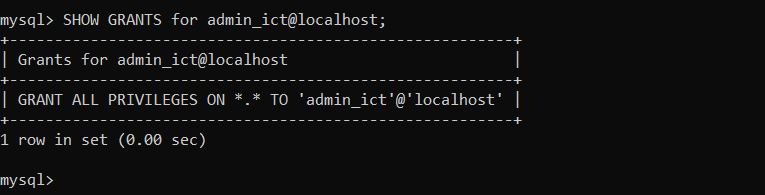 mysql> SHOW GRANTS for admin_ict@localhost;
+-------------------------------------------------------+
| Grants for admin_ict@localhost                        |
+-------------------------------------------------------+
| GRANT ALL PRIVILEGES ON *.* TO 'admin_ict'@'localhost' |
+-------------------------------------------------------+
1 row in set (0.00 sec)
mysql>